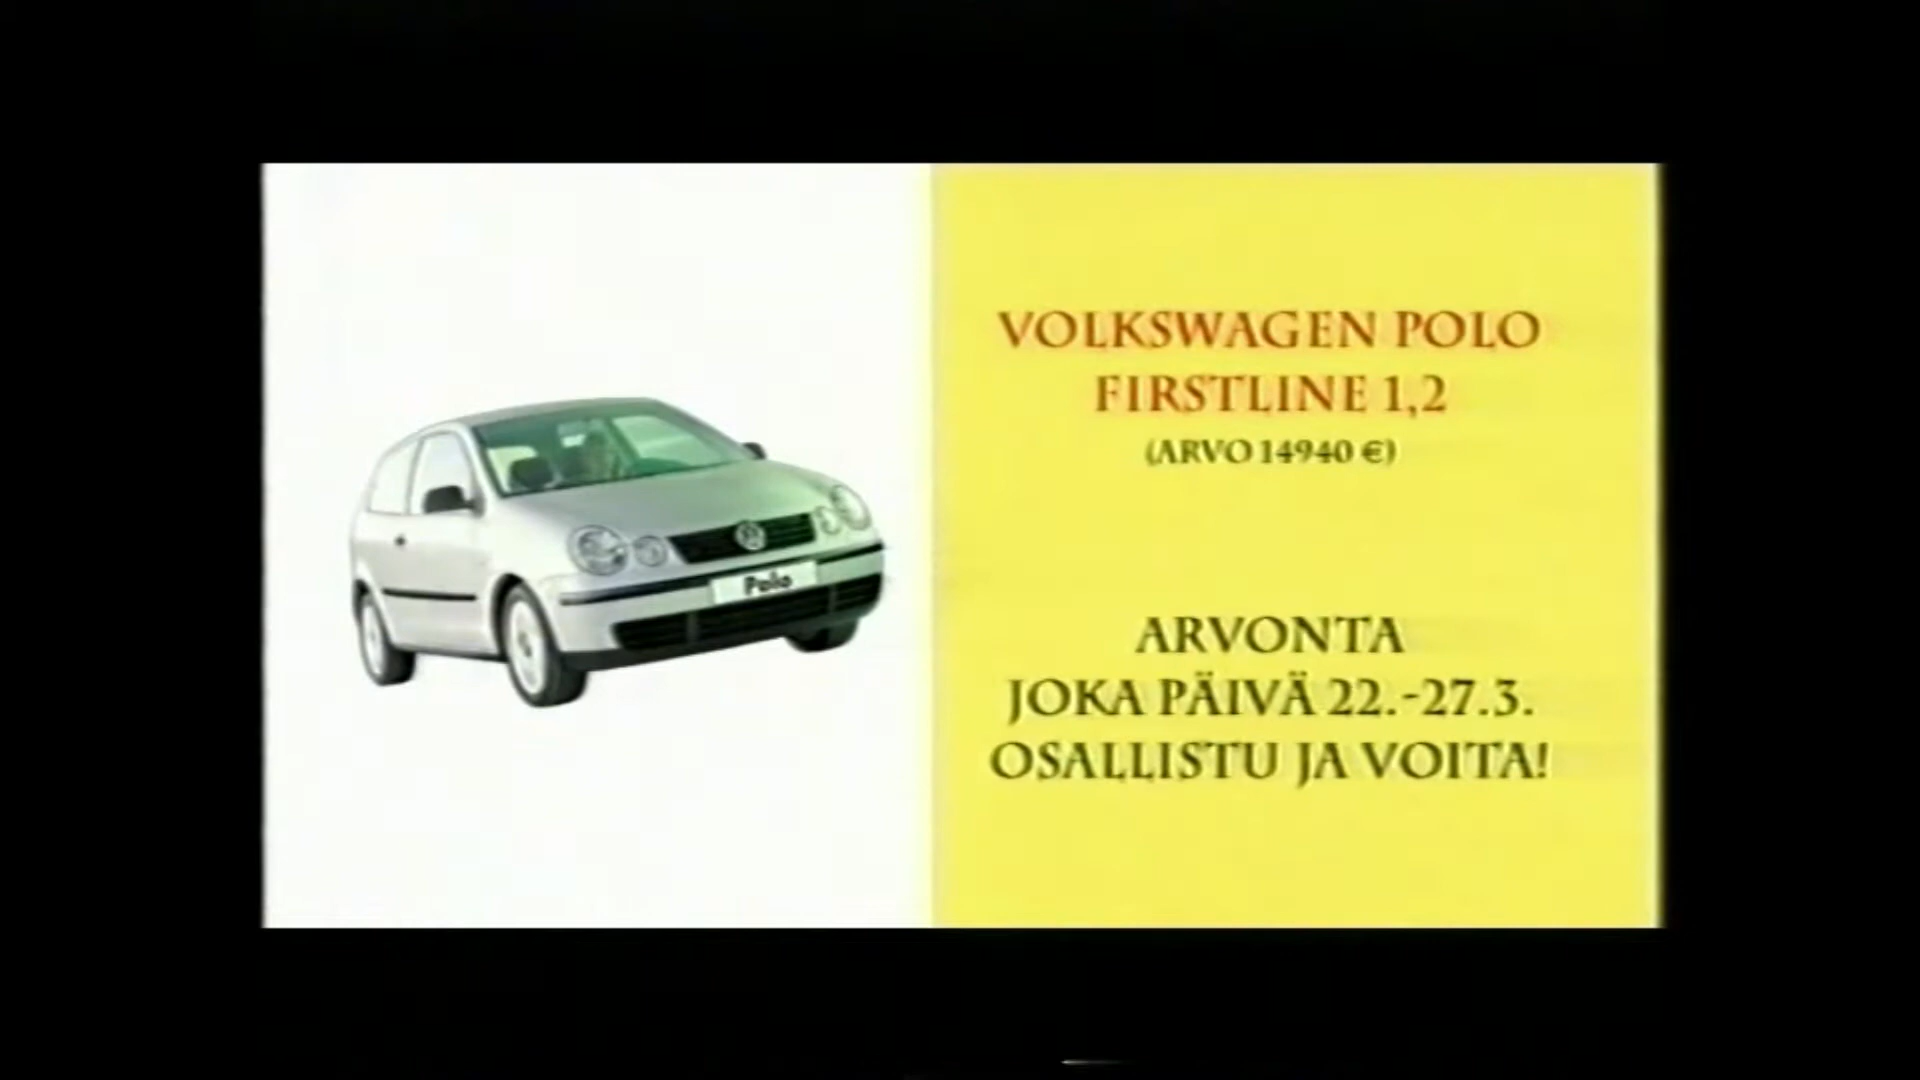 VOLKSWAGEN POLO
FIRSTLINE 1,2
(ARVO 14940 €)
Polo
ARVONTA
JOKA PÄIVÄ 22.-27.3.
OSALLISTU JA VOITA!